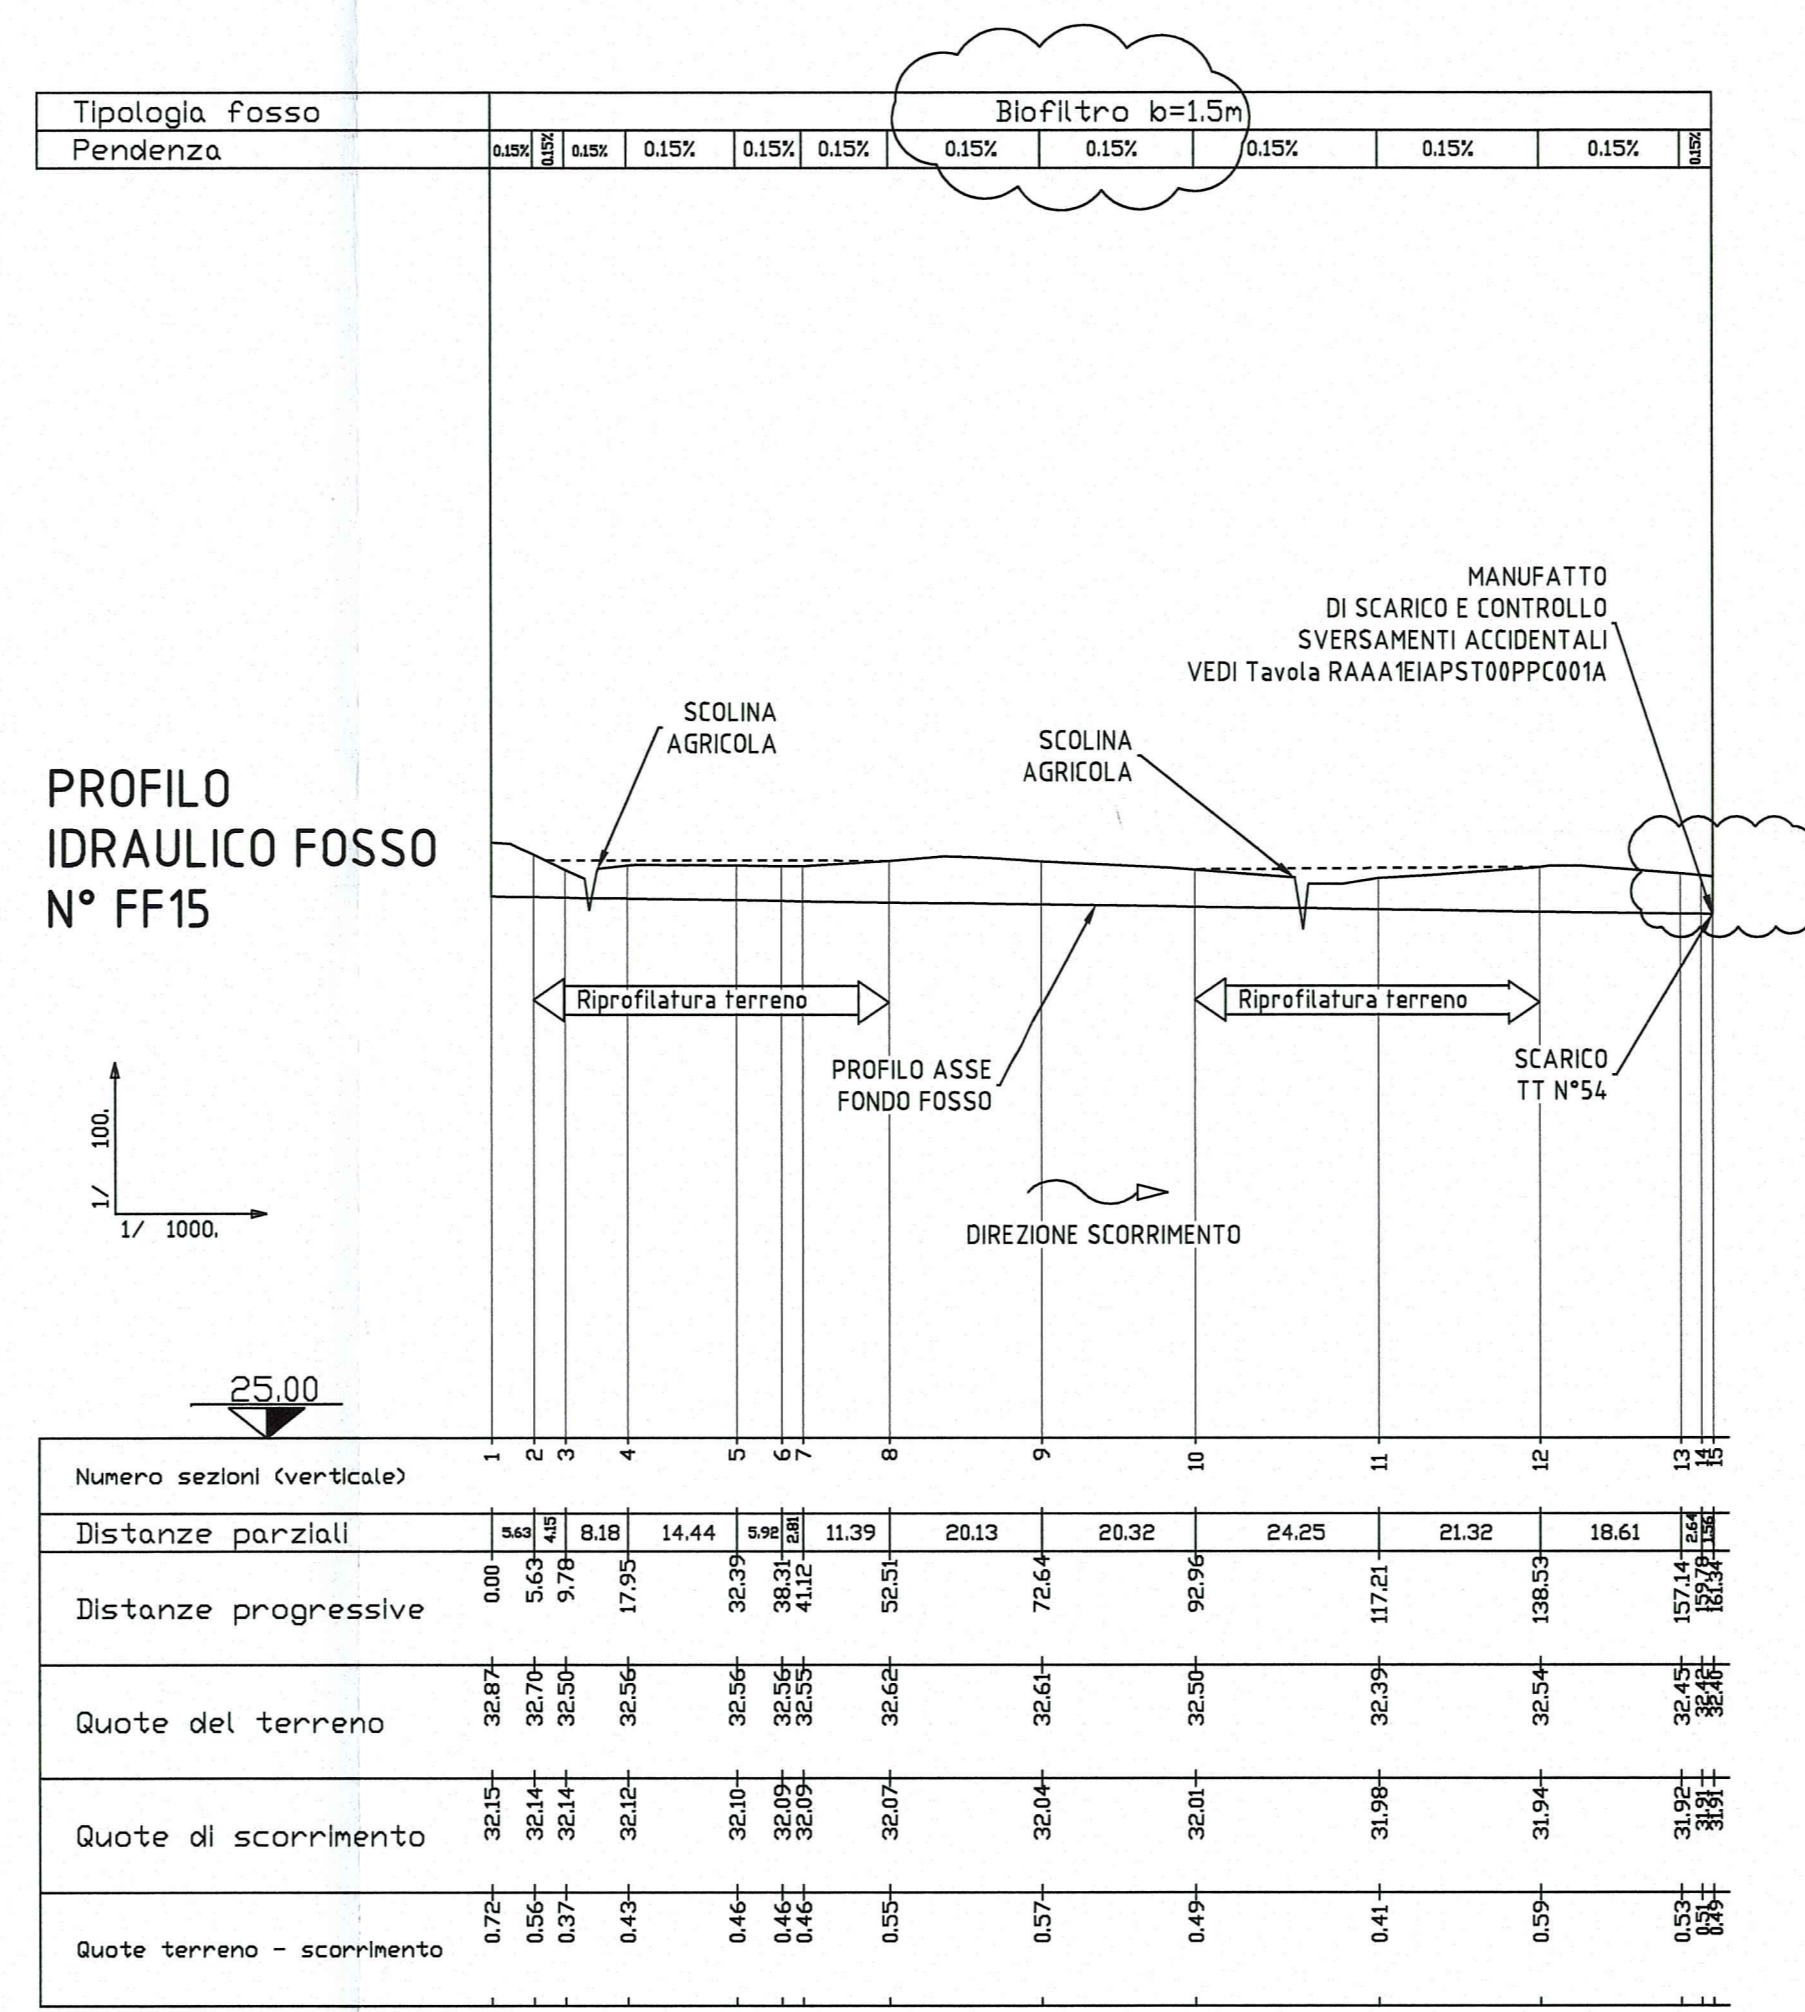 Tipologia fosso Biofiltro b=1.5m
Pendenza 0.15% 0.15% 0.15% 0.15% 0.15% 0.15% 0.15% 0.15% 0.15% 0.15% 0.15% 0.15%
MANUFATTO
DI SCARICO E CONTROLLO
SVERSAMENTI ACCIDENTALI
VEDI Tavola RAAA1EIAPST00PPC001A
SCOLINA
AGRICOLA
SCOLINA
AGRICOLA
PROFILO
IDRAULICO FOSSO
N° FF15
Riprofilatura terreno
Riprofilatura terreno
PROFILO ASSE
FONDO FOSSO
SCARICO
TT N°54
1/ 100.
1/ 1000.
DIREZIONE SCORRIMENTO
25.00
Numero sezioni (verticale) 1 2 3 4 5 6 7 8 9 10 11 12 13 14 15
Distanze parziali 5.63 4.15 8.18 14.44 5.92 2.81 11.39 20.13 20.32 24.25 21.32 18.61 2.64 1.56
Distanze progressive 0.00 5.63 9.78 17.95 32.39 38.31 41.12 52.51 72.64 92.96 117.21 138.53 157.14 159.78 161.34
Quote del terreno 32.87 32.70 32.50 32.56 32.56 32.56 32.55 32.62 32.61 32.50 32.39 32.54 32.45 32.42 32.40
Quote di scorrimento 32.15 32.14 32.14 32.12 32.10 32.09 32.09 32.07 32.04 32.01 31.98 31.94 31.92 31.91 31.91
Quote terreno - scorrimento 0.72 0.56 0.37 0.43 0.46 0.46 0.46 0.55 0.57 0.49 0.41 0.59 0.53 0.51 0.49